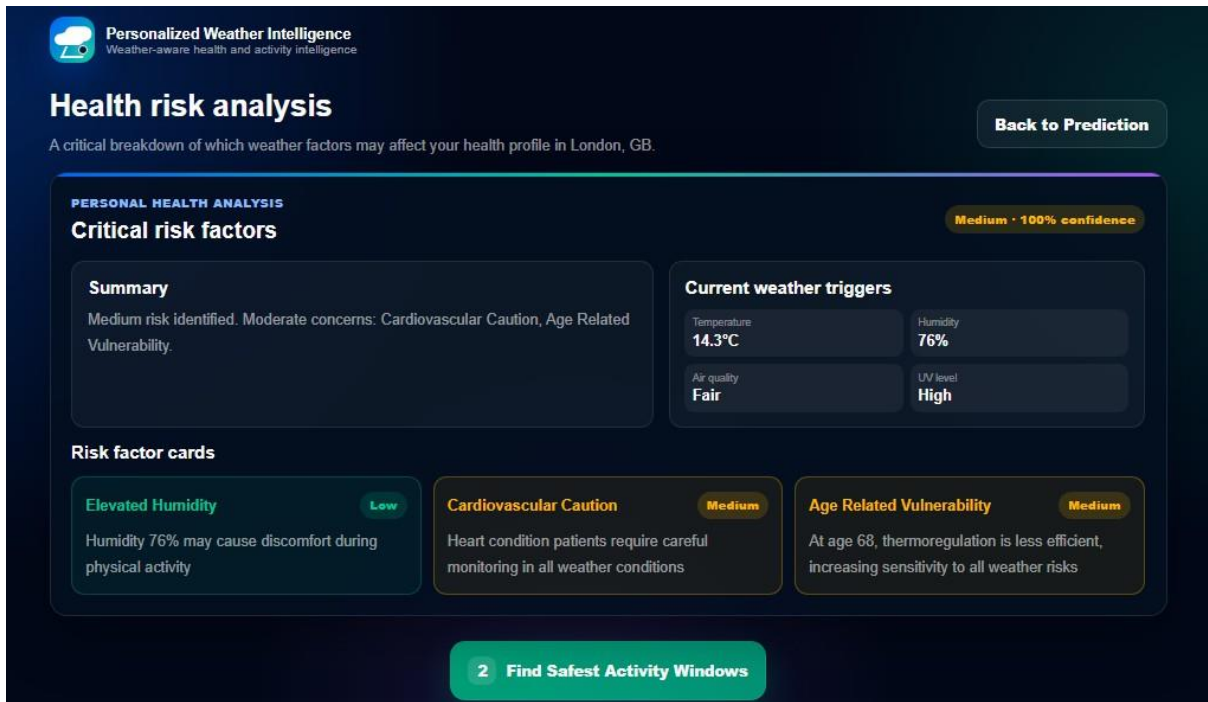 Personalized Weather Intelligence
Weather-aware health and activity intelligence
Health risk analysis
A critical breakdown of which weather factors may affect your health profile in London, GB.
Back to Prediction
PERSONAL HEALTH ANALYSIS
Critical risk factors
Medium · 100% confidence
Summary
Medium risk identified. Moderate concerns: Cardiovascular Caution, Age Related
Vulnerability.
Current weather triggers
Temperature
14.3°C
Humidity
76%
Air quality
Fair
UV level
High
Risk factor cards
Elevated Humidity
Low
Humidity 76% may cause discomfort during
physical activity
Cardiovascular Caution
Medium
Heart condition patients require careful
monitoring in all weather conditions
Age Related Vulnerability
Medium
At age 68, thermoregulation is less efficient,
increasing sensitivity to all weather risks
2 Find Safest Activity Windows